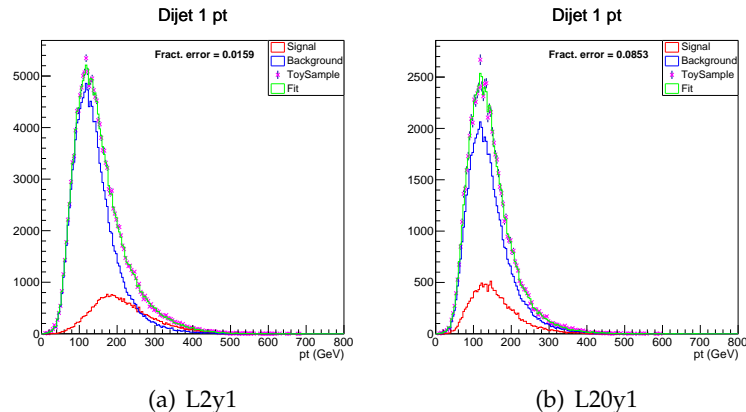 Dijet 1 pt
Fract. error = 0.0159
Signal
Background
ToySample
Fit
5000
4000
3000
2000
1000
0
0 100 200 300 400 500 600 700 800
pt (GeV)
(a) L2y1
Dijet 1 pt
Fract. error = 0.0853
Signal
Background
ToySample
Fit
2500
2000
1500
1000
500
0
0 100 200 300 400 500 600 700 800
pt (GeV)
(b) L20y1